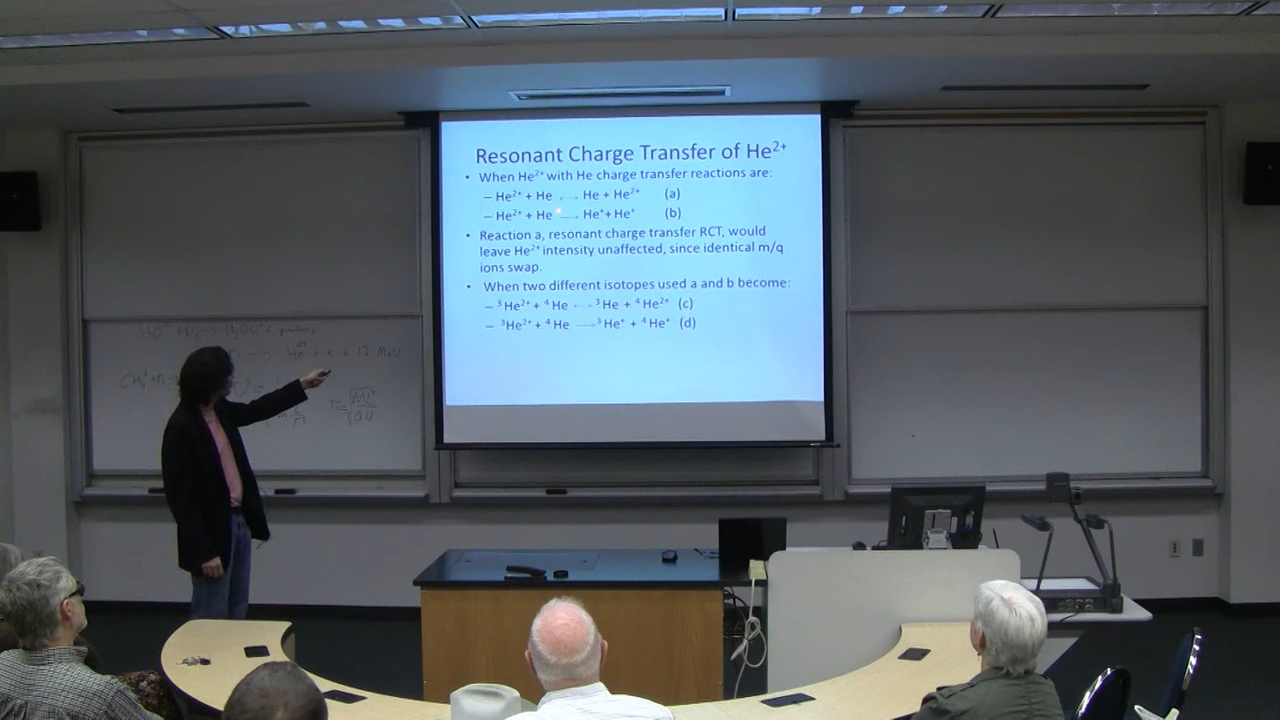 Resonant Charge Transfer of He²⁺
• When He²⁺ with He charge transfer reactions are:
– He²⁺ + He ←→ He + He²⁺ (a)
– He²⁺ + He → He⁺ + He⁺ (b)
• Reaction a, resonant charge transfer RCT, would
leave He²⁺ intensity unaffected, since identical m/q
ions swap.
• When two different isotopes used a and b become:
– ³He²⁺ + ⁴He ←→ ³He + ⁴He²⁺ (c)
– ³He²⁺ + ⁴He → ³He⁺ + ⁴He⁺ (d)